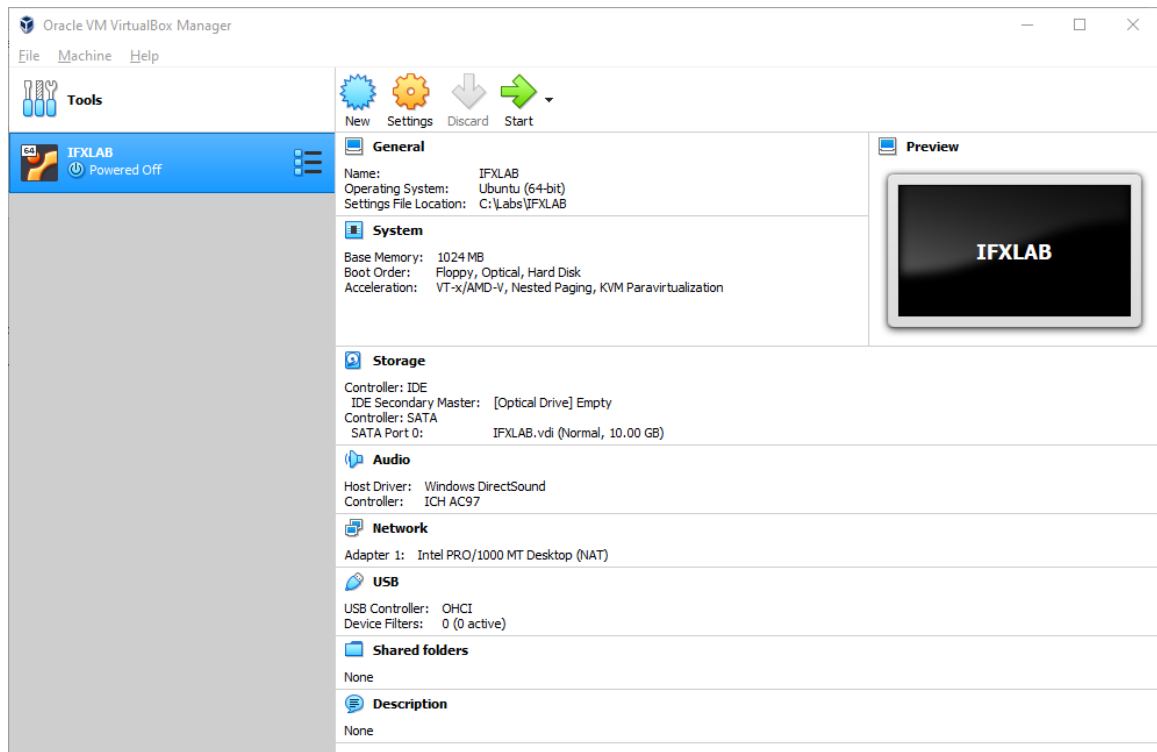 Oracle VM VirtualBox Manager
File Machine Help
Tools
New Settings Discard Start
64
IFXLAB
Powered Off
General
Name: IFXLAB
Operating System: Ubuntu (64-bit)
Settings File Location: C:\Labs\IFXLAB
System
Base Memory: 1024 MB
Boot Order: Floppy, Optical, Hard Disk
Acceleration: VT-x/AMD-V, Nested Paging, KVM Paravirtualization
Preview
IFXLAB
Storage
Controller: IDE
IDE Secondary Master: [Optical Drive] Empty
Controller: SATA
SATA Port 0: IFXLAB.vdi (Normal, 10.00 GB)
Audio
Host Driver: Windows DirectSound
Controller: ICH AC97
Network
Adapter 1: Intel PRO/1000 MT Desktop (NAT)
USB
USB Controller: OHCI
Device Filters: 0 (0 active)
Shared folders
None
Description
None